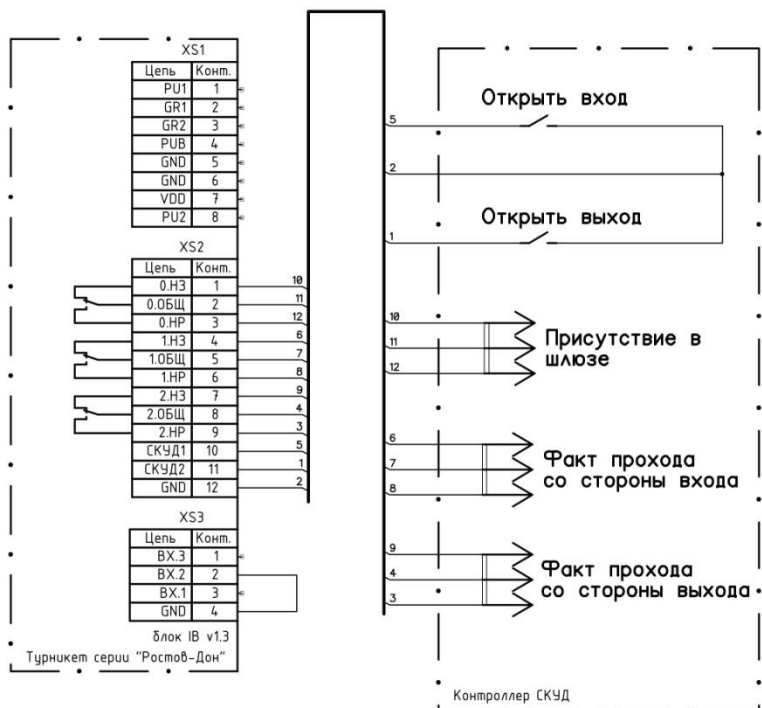 XS1
Цепь Конт.
PU1 1
GR1 2
GR2 3
PUB 4
GND 5
GND 6
VDD 7
PU2 8
XS2
Цепь Конт.
0.НЗ 1 10
0.ОБЩ 2 11
0.НР 3 12
1.НЗ 4 6
1.ОБЩ 5 7
1.НР 6 8
2.НЗ 7 9
2.ОБЩ 8 4
2.НР 9 3
СКУД1 10 5
СКУД2 11 1
GND 12 2
XS3
Цепь Конт.
ВХ.3 1
ВХ.2 2
ВХ.1 3
GND 4
блок IB v1.3
Турникет серии "Ростов-Дон"
5 Открыть вход
2
1 Открыть выход
10
11
12
Присутствие в
шлюзе
6
7
8
Факт прохода
со стороны входа
9
4
3
Факт прохода
со стороны выхода
Контроллер СКУД